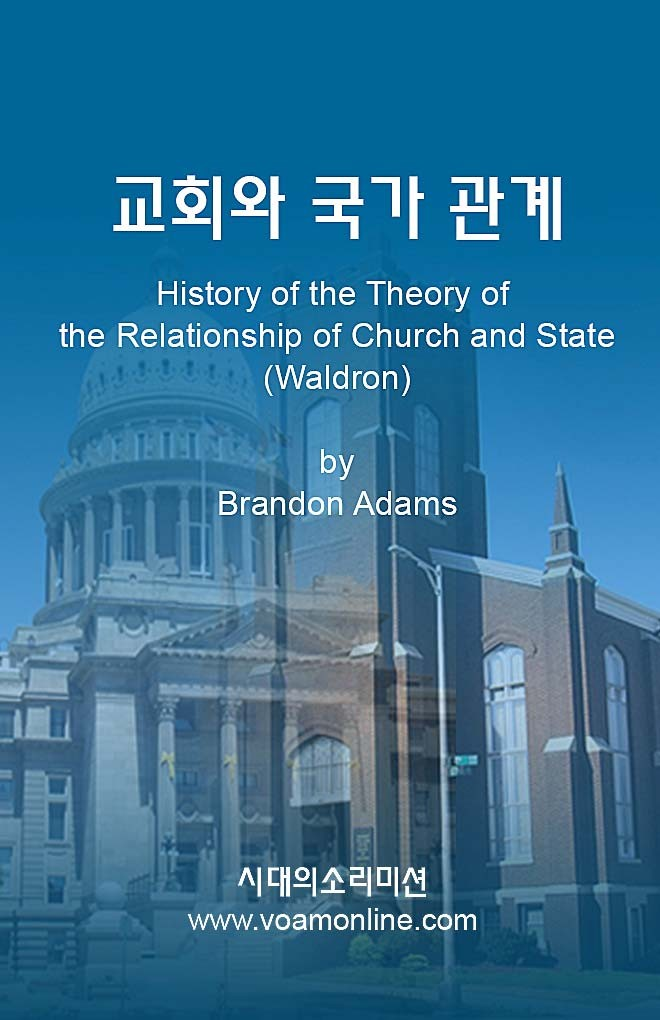 교회와 국가 관계
History of the Theory of
the Relationship of Church and State
(Waldron)
by
Brandon Adams
시대의소리미션
www.voamonline.com